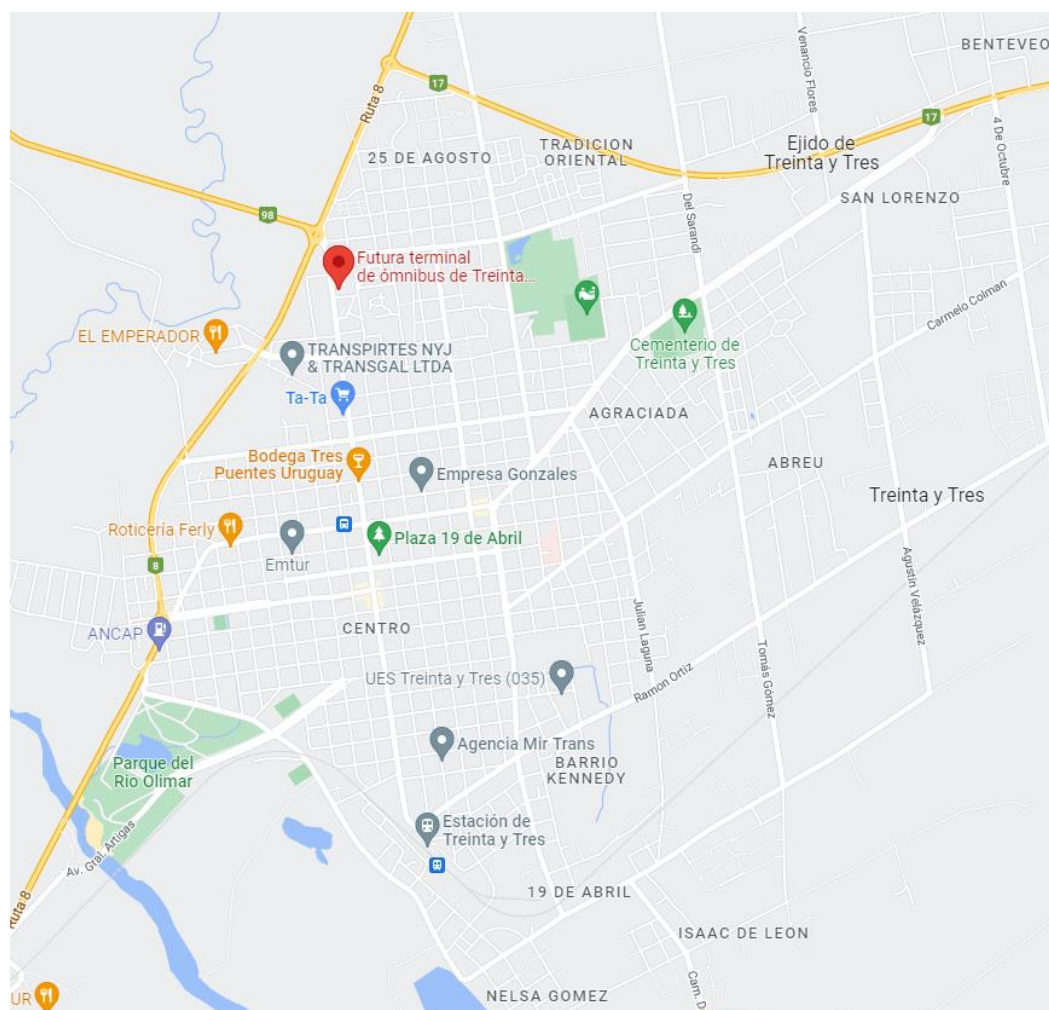 BENTEVEO
Venancio Flores
Ruta 8
17
17
4 De Octubre
25 DE AGOSTO
TRADICION
ORIENTAL
Ejido de
Treinta y Tres
SAN LORENZO
98
Del Sarandi
Futura terminal
de ómnibus de Treinta...
EL EMPERADOR
Cementerio de
Treinta y Tres
Carmelo Colman
TRANSPIRTES NYJ
& TRANSGAL LTDA
Ta-Ta
AGRACIADA
Bodega Tres
Puentes Uruguay
Empresa Gonzales
ABREU
Treinta y Tres
Roticería Ferly
Plaza 19 de Abril
Emtur
8
Agustín Velázquez
ANCAP
CENTRO
Julian Laguna
Tomás Gómez
UES Treinta y Tres (035)
Ramon Ortiz
Agencia Mir Trans
BARRIO
KENNEDY
Parque del
Rio Olimar
Estación de
Treinta y Tres
Av. Gral. Artigas
Ruta 8
19 DE ABRIL
ISAAC DE LEON
Cam. D
NELSA GOMEZ
UR